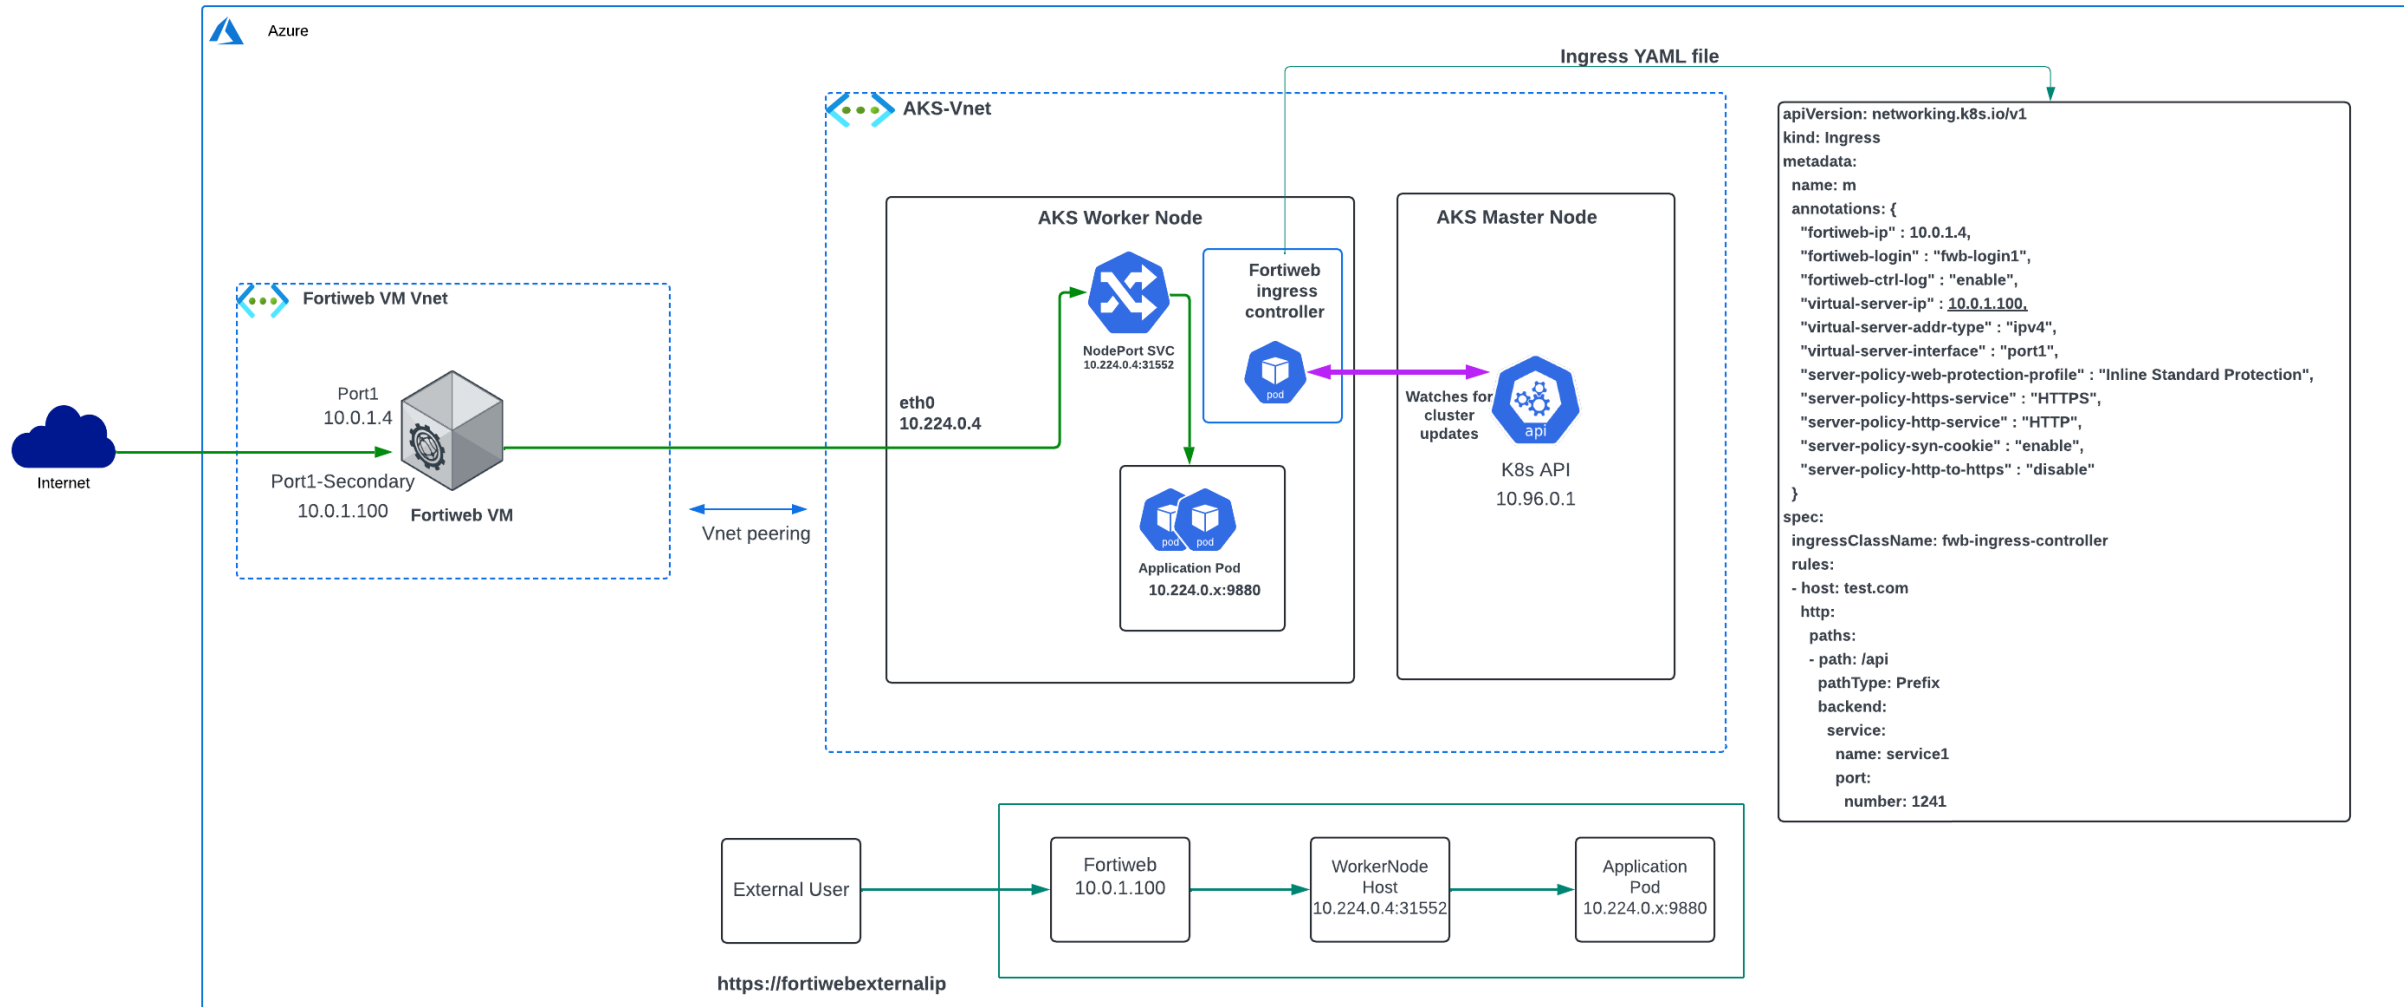 Azure
Ingress YAML file
AKS-Vnet
AKS Worker Node
AKS Master Node
Fortiweb VM Vnet
Port1
10.0.1.4
Port1-Secondary
10.0.1.100
Fortiweb VM
Internet
Vnet peering
eth0
10.224.0.4
NodePort SVC
10.224.0.4:31552
Fortiweb
ingress
controller
pod
Watches for
cluster
updates
api
K8s API
10.96.0.1
pod
pod
Application Pod
10.224.0.x:9880
apiVersion: networking.k8s.io/v1
kind: Ingress
metadata:
name: m
annotations: {
"fortiweb-ip" : 10.0.1.4,
"fortiweb-login" : "fwb-login1",
"fortiweb-ctrl-log" : "enable",
"virtual-server-ip" : 10.0.1.100,
"virtual-server-addr-type" : "ipv4",
"virtual-server-interface" : "port1",
"server-policy-web-protection-profile" : "Inline Standard Protection",
"server-policy-https-service" : "HTTPS",
"server-policy-http-service" : "HTTP",
"server-policy-syn-cookie" : "enable",
"server-policy-http-to-https" : "disable"
}
spec:
ingressClassName: fwb-ingress-controller
rules:
- host: test.com
http:
paths:
- path: /api
pathType: Prefix
backend:
service:
name: service1
port:
number: 1241
External User
Fortiweb
10.0.1.100
WorkerNode
Host
10.224.0.4:31552
Application
Pod
10.224.0.x:9880
https://fortiwebexternalip